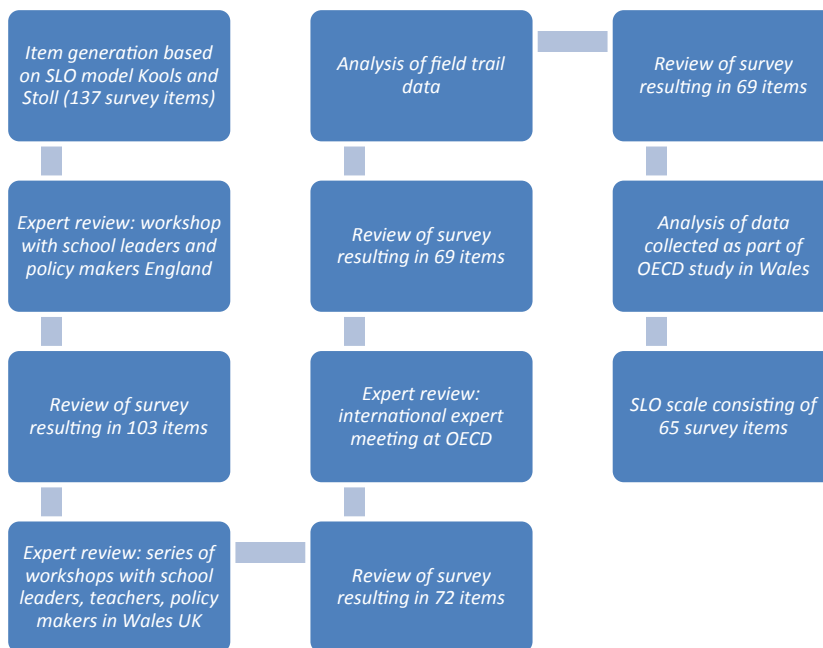 Item generation based
on SLO model Kools and
Stoll (137 survey items)
Expert review: workshop
with school leaders and
policy makers England
Review of survey
resulting in 103 items
Expert review: series of
workshops with school
leaders, teachers, policy
makers in Wales UK
Review of survey
resulting in 72 items
Expert review:
international expert
meeting at OECD
Review of survey
resulting in 69 items
Analysis of field trail
data
Review of survey
resulting in 69 items
Analysis of data
collected as part of
OECD study in Wales
SLO scale consisting of
65 survey items